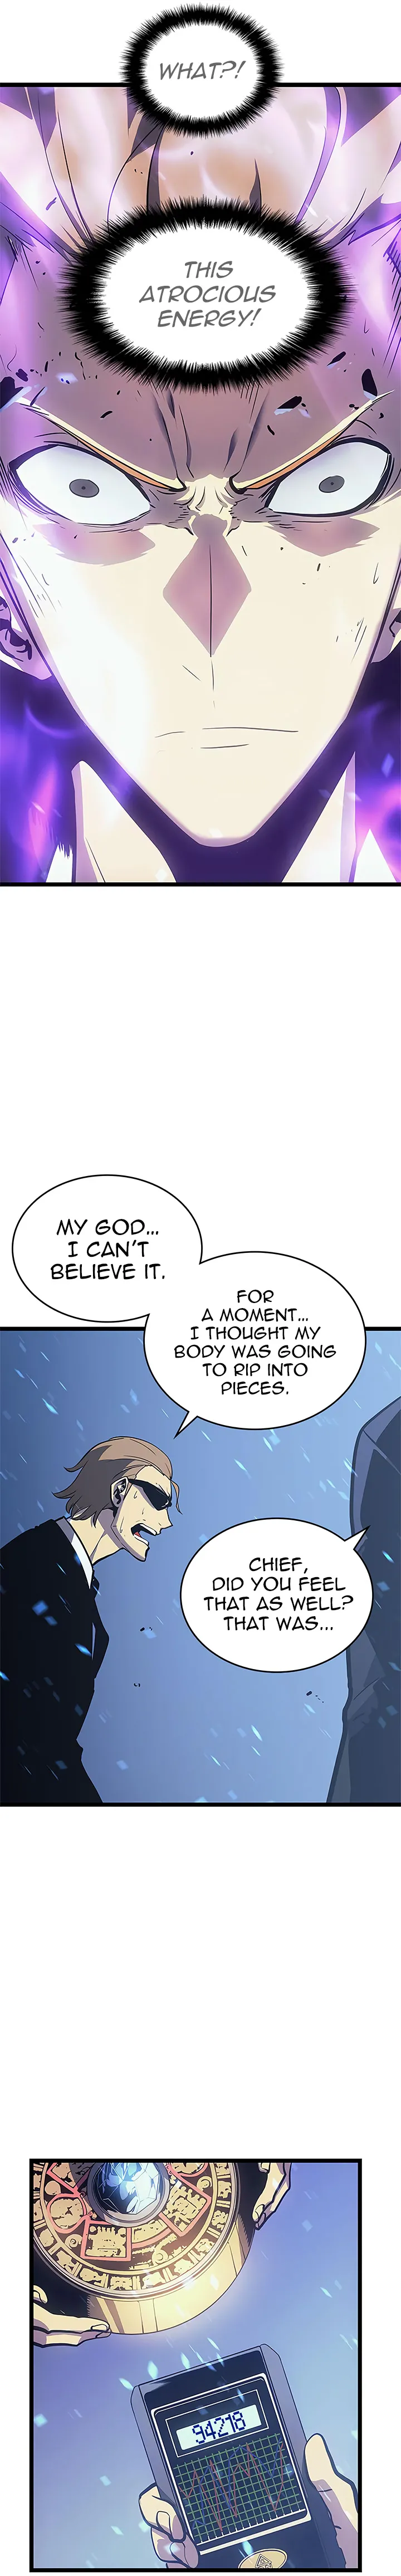 WHAT?!
THIS
ATROCIOUS
ENERGY!
MY GOD...
I CAN'T
BELIEVE IT.
FOR
A MOMENT...
I THOUGHT MY
BODY WAS GOING
TO RIP INTO
PIECES.
CHIEF,
DID YOU FEEL
THAT AS WELL?
THAT WAS...
94218